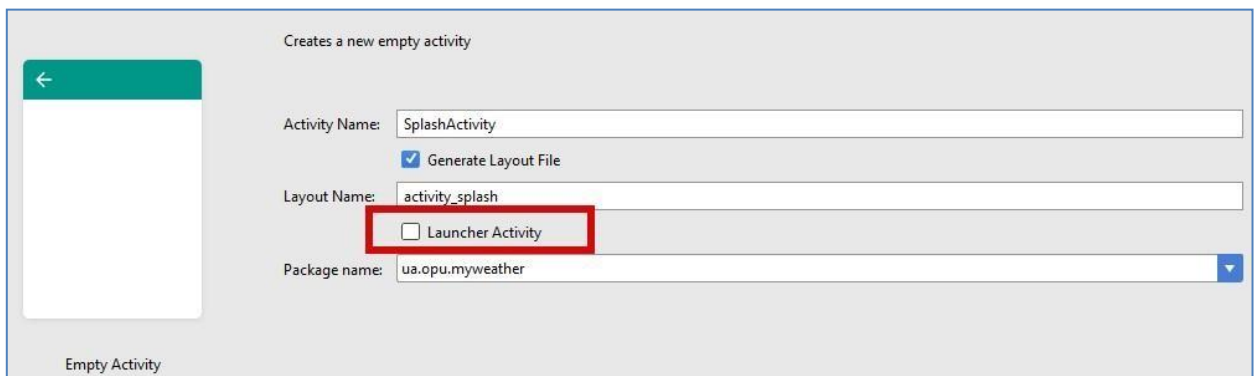 Creates a new empty activity
Activity Name: SplashActivity
Generate Layout File
Layout Name: activity_splash
Launcher Activity
Package name: ua.opu.myweather
Empty Activity